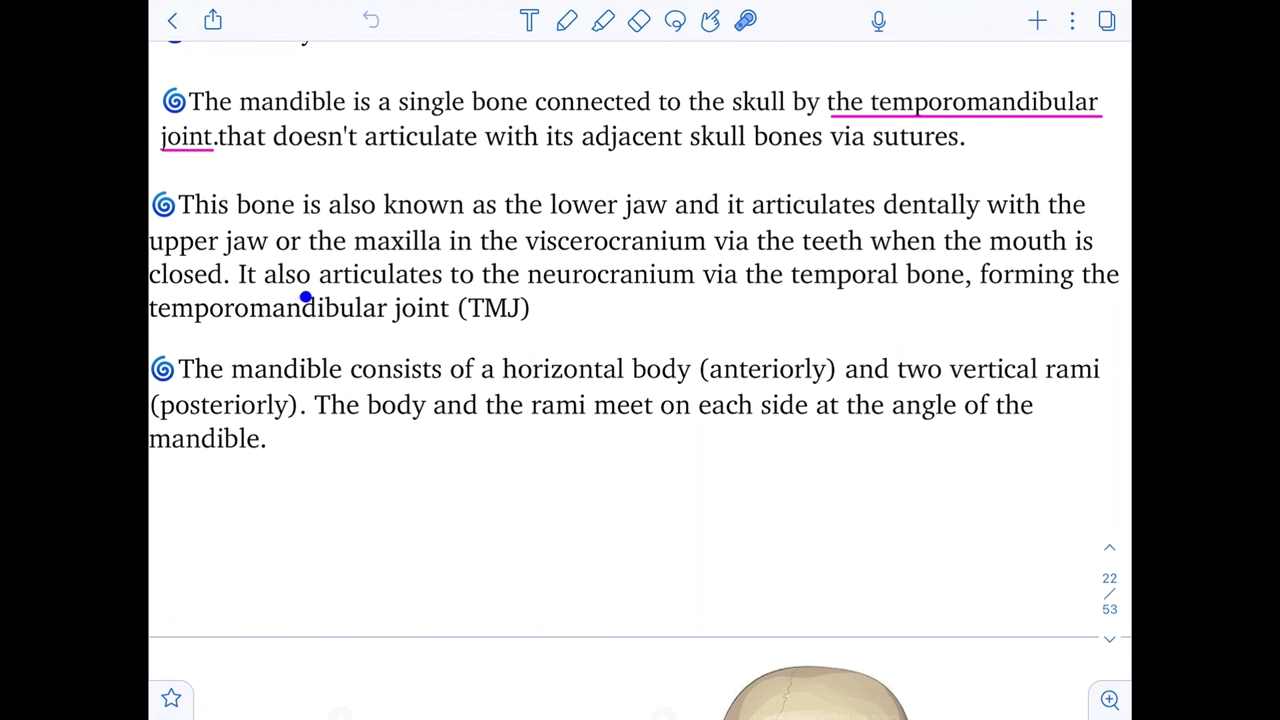 The mandible is a single bone connected to the skull by the temporomandibular
joint.that doesn't articulate with its adjacent skull bones via sutures.
This bone is also known as the lower jaw and it articulates dentally with the
upper jaw or the maxilla in the viscerocranium via the teeth when the mouth is
closed. It also articulates to the neurocranium via the temporal bone, forming the
temporomandibular joint (TMJ)
The mandible consists of a horizontal body (anteriorly) and two vertical rami
(posteriorly). The body and the rami meet on each side at the angle of the
mandible.
22
/
53